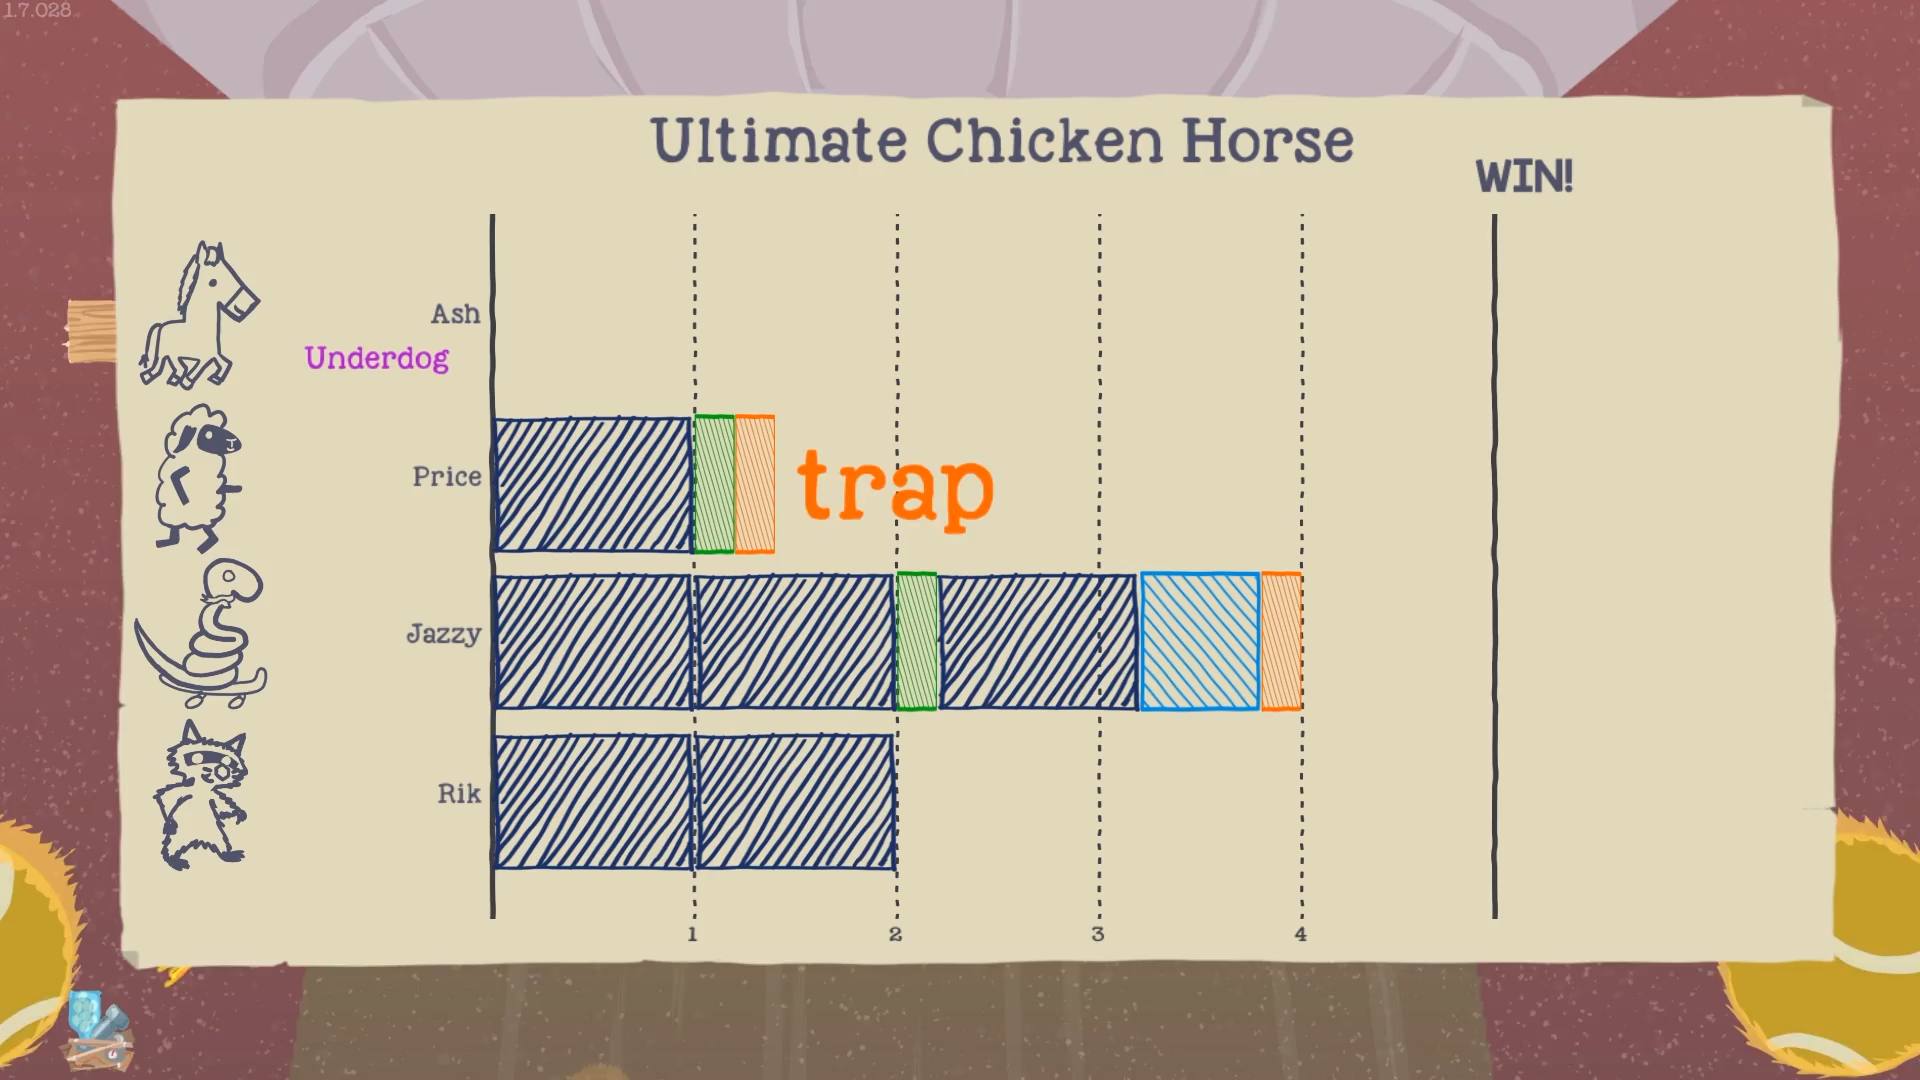 1.7.028
Ultimate Chicken Horse
WIN!
Ash
Underdog
Price
trap
Jazzy
Rik
1 2 3 4